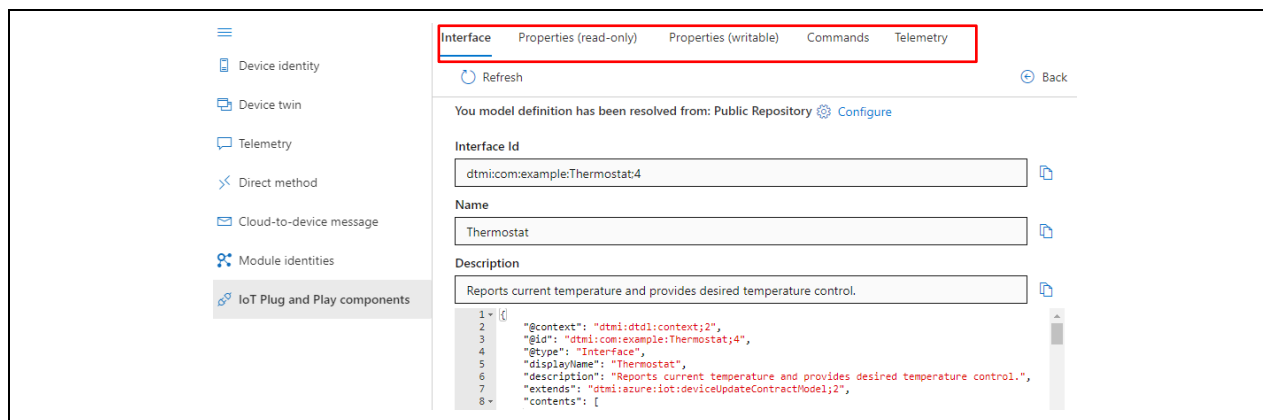 Interface Properties (read-only) Properties (writable) Commands Telemetry
Device identity
Device twin
Telemetry
Direct method
Cloud-to-device message
Module identities
IoT Plug and Play components
Refresh Back
You model definition has been resolved from: Public Repository Configure
Interface Id
dtmi:com:example:Thermostat;4
Name
Thermostat
Description
Reports current temperature and provides desired temperature control.
1 {
2 "@context": "dtmi:dtdl:context;2",
3 "@id": "dtmi:com:example:Thermostat;4",
4 "@type": "Interface",
5 "displayName": "Thermostat",
6 "description": "Reports current temperature and provides desired temperature control.",
7 "extends": "dtmi:azure:iot:deviceUpdateContractModel;2",
8 "contents": [